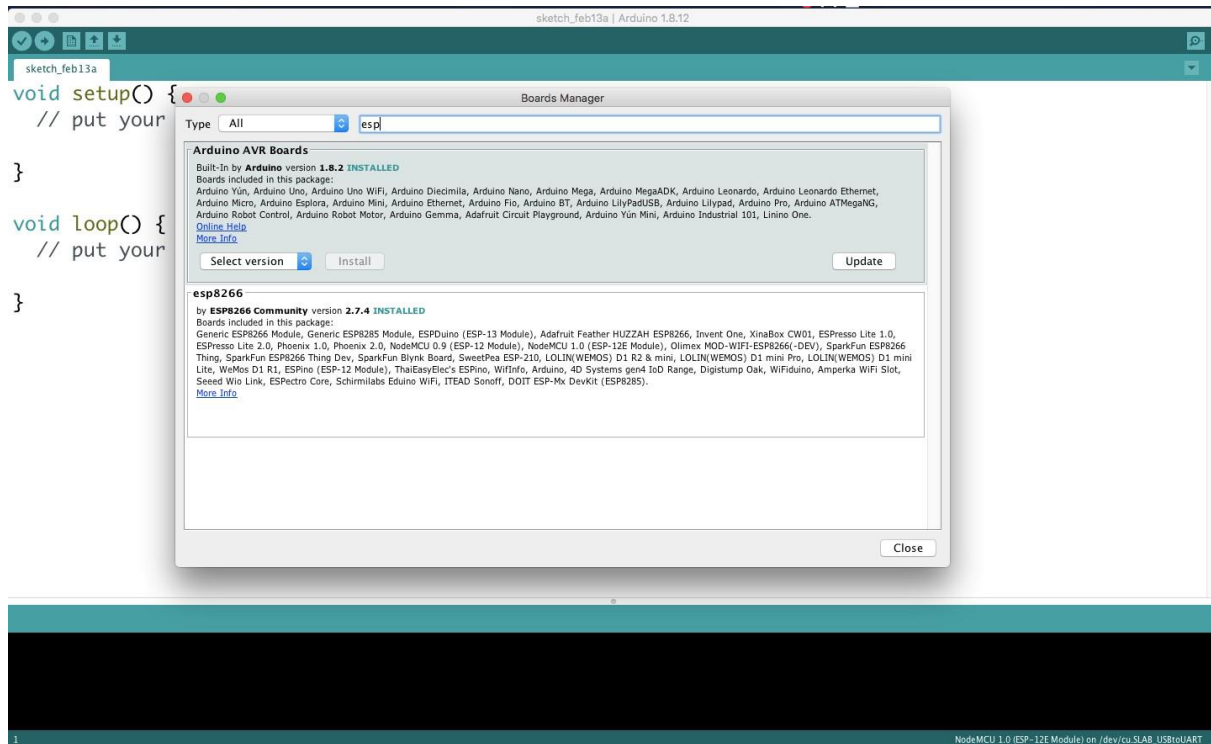 sketch_feb13a | Arduino 1.8.12
sketch_feb13a
void setup() {
// put your
}
void loop() {
// put your
}
Boards Manager
Type All esp
Arduino AVR Boards
Built-In by Arduino version 1.8.2 INSTALLED
Boards included in this package:
Arduino Yún, Arduino Uno, Arduino Uno WiFi, Arduino Diecimila, Arduino Nano, Arduino Mega, Arduino MegaADK, Arduino Leonardo, Arduino Leonardo Ethernet,
Arduino Micro, Arduino Esplora, Arduino Mini, Arduino Ethernet, Arduino Fio, Arduino BT, Arduino LilyPadUSB, Arduino Lilypad, Arduino Pro, Arduino ATMegaNG,
Arduino Robot Control, Arduino Robot Motor, Arduino Gemma, Adafruit Circuit Playground, Arduino Yún Mini, Arduino Industrial 101, Linino One.
Online Help
More Info
Select version Install Update
esp8266
by ESP8266 Community version 2.7.4 INSTALLED
Boards included in this package:
Generic ESP8266 Module, Generic ESP8285 Module, ESPDuino (ESP-13 Module), Adafruit Feather HUZZAH ESP8266, Invent One, XinaBox CW01, ESPresso Lite 1.0,
ESPresso Lite 2.0, Phoenix 1.0, Phoenix 2.0, NodeMCU 0.9 (ESP-12 Module), NodeMCU 1.0 (ESP-12E Module), Olimex MOD-WIFI-ESP8266(-DEV), SparkFun ESP8266
Thing, SparkFun ESP8266 Thing Dev, SparkFun Blynk Board, SweetPea ESP-210, LOLIN(WEMOS) D1 R2 & mini, LOLIN(WEMOS) D1 mini Pro, LOLIN(WEMOS) D1 mini
Lite, WeMos D1 R1, ESPino (ESP-12 Module), ThaiEasyElec's ESPino, WifInfo, Arduino, 4D Systems gen4 IoD Range, Digistump Oak, WiFiduino, Amperka WiFi Slot,
Seeed Wio Link, ESPectro Core, Schirmilabs Eduino WiFi, ITEAD Sonoff, DOIT ESP-Mx DevKit (ESP8285).
More Info
Close
1
NodeMCU 1.0 (ESP-12E Module) on /dev/cu.SLAB_USBtoUART